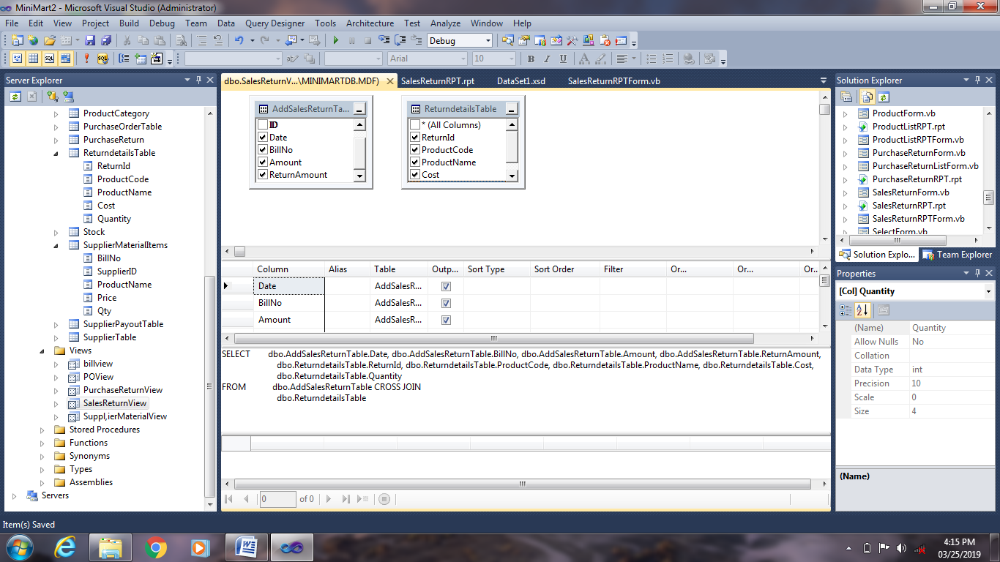 MiniMart2 - Microsoft Visual Studio (Administrator)
File Edit View Project Build Debug Team Data Query Designer Tools Architecture Test Analyze Window Help
Debug
SQL SQL Arial 10 B I U
Server Explorer
ProductCategory
PurchaseOrderTable
PurchaseReturn
ReturndetailsTable
ReturnId
ProductCode
ProductName
Cost
Quantity
Stock
SupplierMaterialItems
BillNo
SupplierID
ProductName
Price
Qty
SupplierPayoutTable
SupplierTable
Views
billview
POView
PurchaseReturnView
SalesReturnView
Suppl,ierMaterialView
Stored Procedures
Functions
Synonyms
Types
Assemblies
Servers
dbo.SalesReturnV...\MINIMARTDB.MDF) SalesReturnRPT.rpt DataSet1.xsd SalesReturnRPTForm.vb
AddSalesReturnTa...
ID
Date
BillNo
Amount
ReturnAmount
ReturndetailsTable
* (All Columns)
ReturnId
ProductCode
ProductName
Cost
Column Alias Table Outp... Sort Type Sort Order Filter Or... Or... Or..
Date AddSalesR...
BillNo AddSalesR...
Amount AddSalesR...
SELECT dbo.AddSalesReturnTable.Date, dbo.AddSalesReturnTable.BillNo, dbo.AddSalesReturnTable.Amount, dbo.AddSalesReturnTable.ReturnAmount,
dbo.ReturndetailsTable.ReturnId, dbo.ReturndetailsTable.ProductCode, dbo.ReturndetailsTable.ProductName, dbo.ReturndetailsTable.Cost,
dbo.ReturndetailsTable.Quantity
FROM dbo.AddSalesReturnTable CROSS JOIN
dbo.ReturndetailsTable
0 of 0
Solution Explorer
ProductForm.vb
ProductListRPT.rpt
ProductListRPTForm.vb
PurchaseReturnForm.vb
PurchaseReturnListForm.vb
PurchaseReturnRPT.rpt
SalesReturnForm.vb
SalesReturnRPT.rpt
SalesReturnRPTForm.vb
SelectForm.vb
Solution Explo... Team Explorer
Properties
[Col] Quantity
(Name) Quantity
Allow Nulls No
Collation
Data Type int
Precision 10
Scale 0
Size 4
(Name)
Item(s) Saved
4:15 PM
03/25/2019